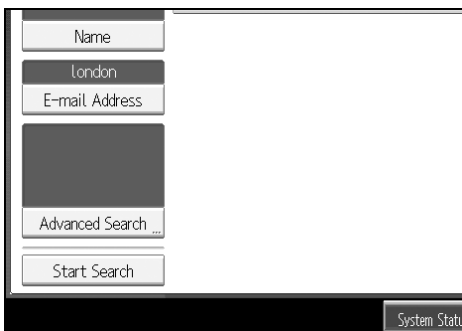 Name
london
E-mail Address
Advanced Search
Start Search
System Statu